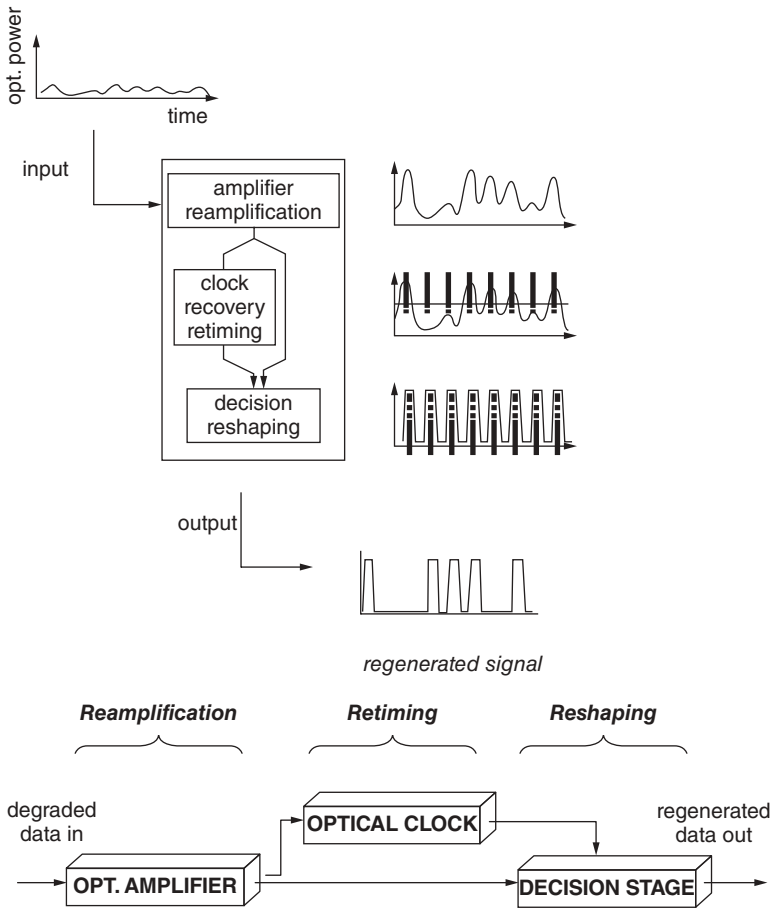 opt. power
time
input
amplifier
reamplification
clock
recovery
retiming
decision
reshaping
output
regenerated signal
Reamplification
Retiming
Reshaping
degraded
data in
OPTICAL CLOCK
regenerated
data out
OPT. AMPLIFIER
DECISION STAGE